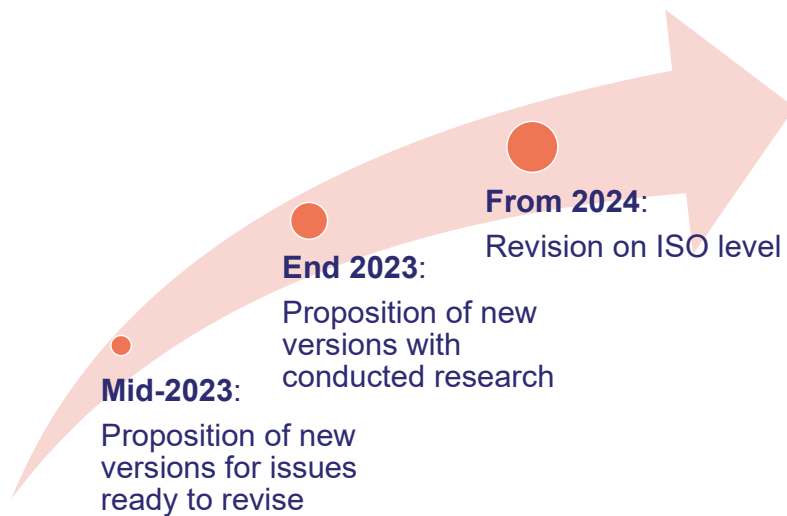 Mid-2023:
Proposition of new
versions for issues
ready to revise
End 2023:
Proposition of new
versions with
conducted research
From 2024:
Revision on ISO level